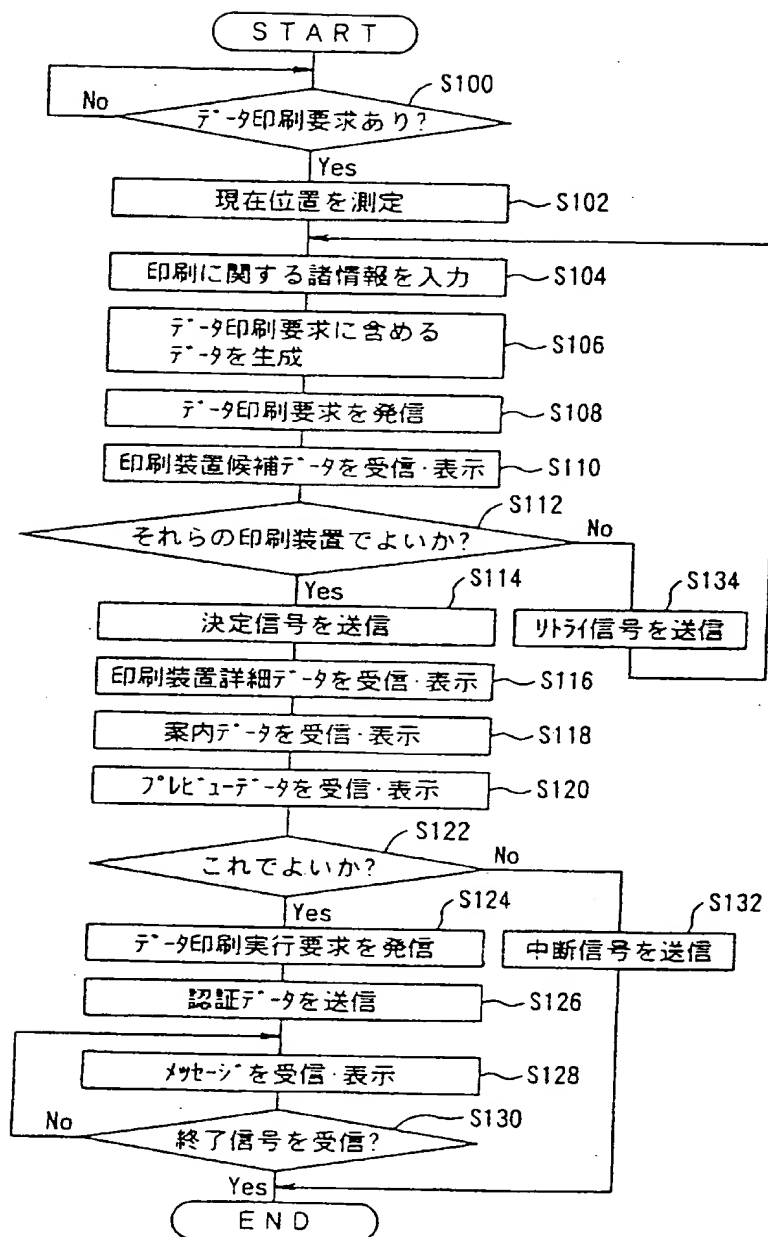 START
S100
No
データ印刷要求あり?
Yes
現在位置を測定
S102
印刷に関する諸情報を入力
S104
データ印刷要求に含める
データを生成
S106
データ印刷要求を発信
S108
印刷装置候補データを受信・表示
S110
S112
それらの印刷装置でよいか?
No
Yes
S114
S134
決定信号を送信
リトライ信号を送信
印刷装置詳細データを受信・表示
S116
案内データを受信・表示
S118
プレビューデータを受信・表示
S120
S122
これでよいか?
No
Yes
S124
S132
データ印刷実行要求を発信
中断信号を送信
認証データを送信
S126
メッセージを受信・表示
S128
S130
No
終了信号を受信?
Yes
END